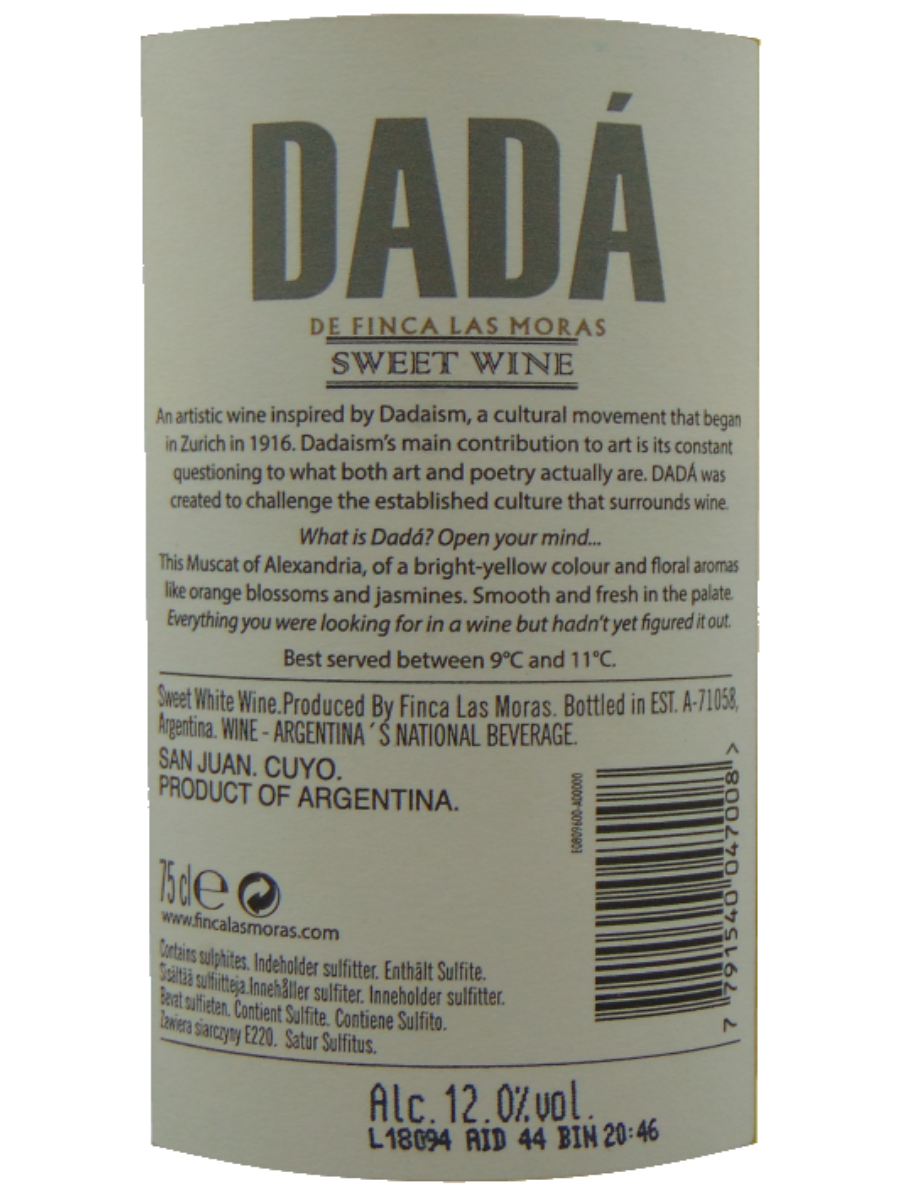 DADÁ
DE FINCA LAS MORAS
SWEET WINE
An artistic wine inspired by Dadaism, a cultural movement that began
in Zurich in 1916. Dadaism's main contribution to art is its constant
questioning to what both art and poetry actually are. DADÁ was
created to challenge the established culture that surrounds wine.
What is Dadá? Open your mind...
This Muscat of Alexandria, of a bright-yellow colour and floral aromas
like orange blossoms and jasmines. Smooth and fresh in the palate.
Everything you were looking for in a wine but hadn't yet figured it out.
Best served between 9°C and 11°C.
Sweet White Wine.Produced By Finca Las Moras. Bottled in EST. A-71058,
Argentina. WINE - ARGENTINA´S NATIONAL BEVERAGE.
SAN JUAN. CUYO.
PRODUCT OF ARGENTINA.
E0809600-A00000
7 791540 047008 >
75 cl e
www.fincalasmoras.com
Contains sulphites. Indeholder sulfitter. Enthält Sulfite.
Sisältää sulfiitteja.Innehåller sulfiter. Inneholder sulfitter.
Bevat sulfieten. Contient Sulfite. Contiene Sulfito.
Zawiera siarczyny E220. Satur Sulfitus.
Alc. 12.0%vol.
L18094 AID 44 BIN 20:46